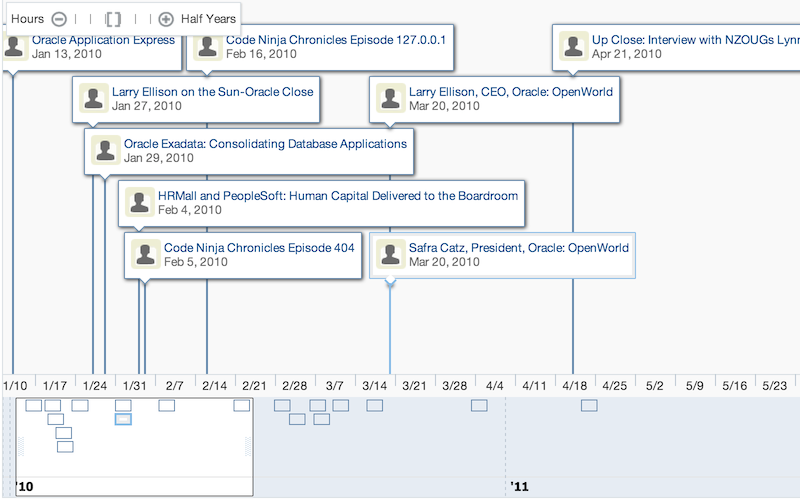 Hours Half Years
Oracle Application Express
Jan 13, 2010
Code Ninja Chronicles Episode 127.0.0.1
Feb 16, 2010
Up Close: Interview with NZOUGs Lynn
Apr 21, 2010
Larry Ellison on the Sun-Oracle Close
Jan 27, 2010
Larry Ellison, CEO, Oracle: OpenWorld
Mar 20, 2010
Oracle Exadata: Consolidating Database Applications
Jan 29, 2010
HRMall and PeopleSoft: Human Capital Delivered to the Boardroom
Feb 4, 2010
Code Ninja Chronicles Episode 404
Feb 5, 2010
Safra Catz, President, Oracle: OpenWorld
Mar 20, 2010
1/10 1/17 1/24 1/31 2/7 2/14 2/21 2/28 3/7 3/14 3/21 3/28 4/4 4/11 4/18 4/25 5/2 5/9 5/16 5/23
'10 '11